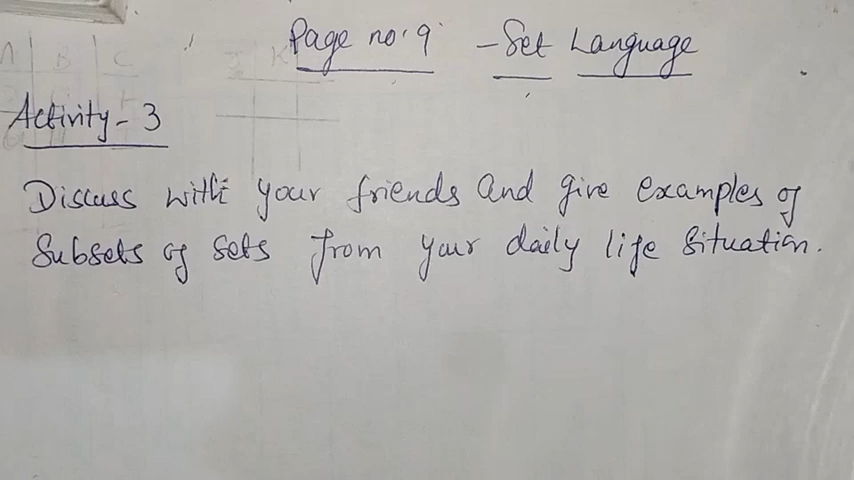 Page no: 9 - Set Language
A B C J K
Activity - 3
Discuss with your friends and give examples of
Subsets of sets from your daily life situation.